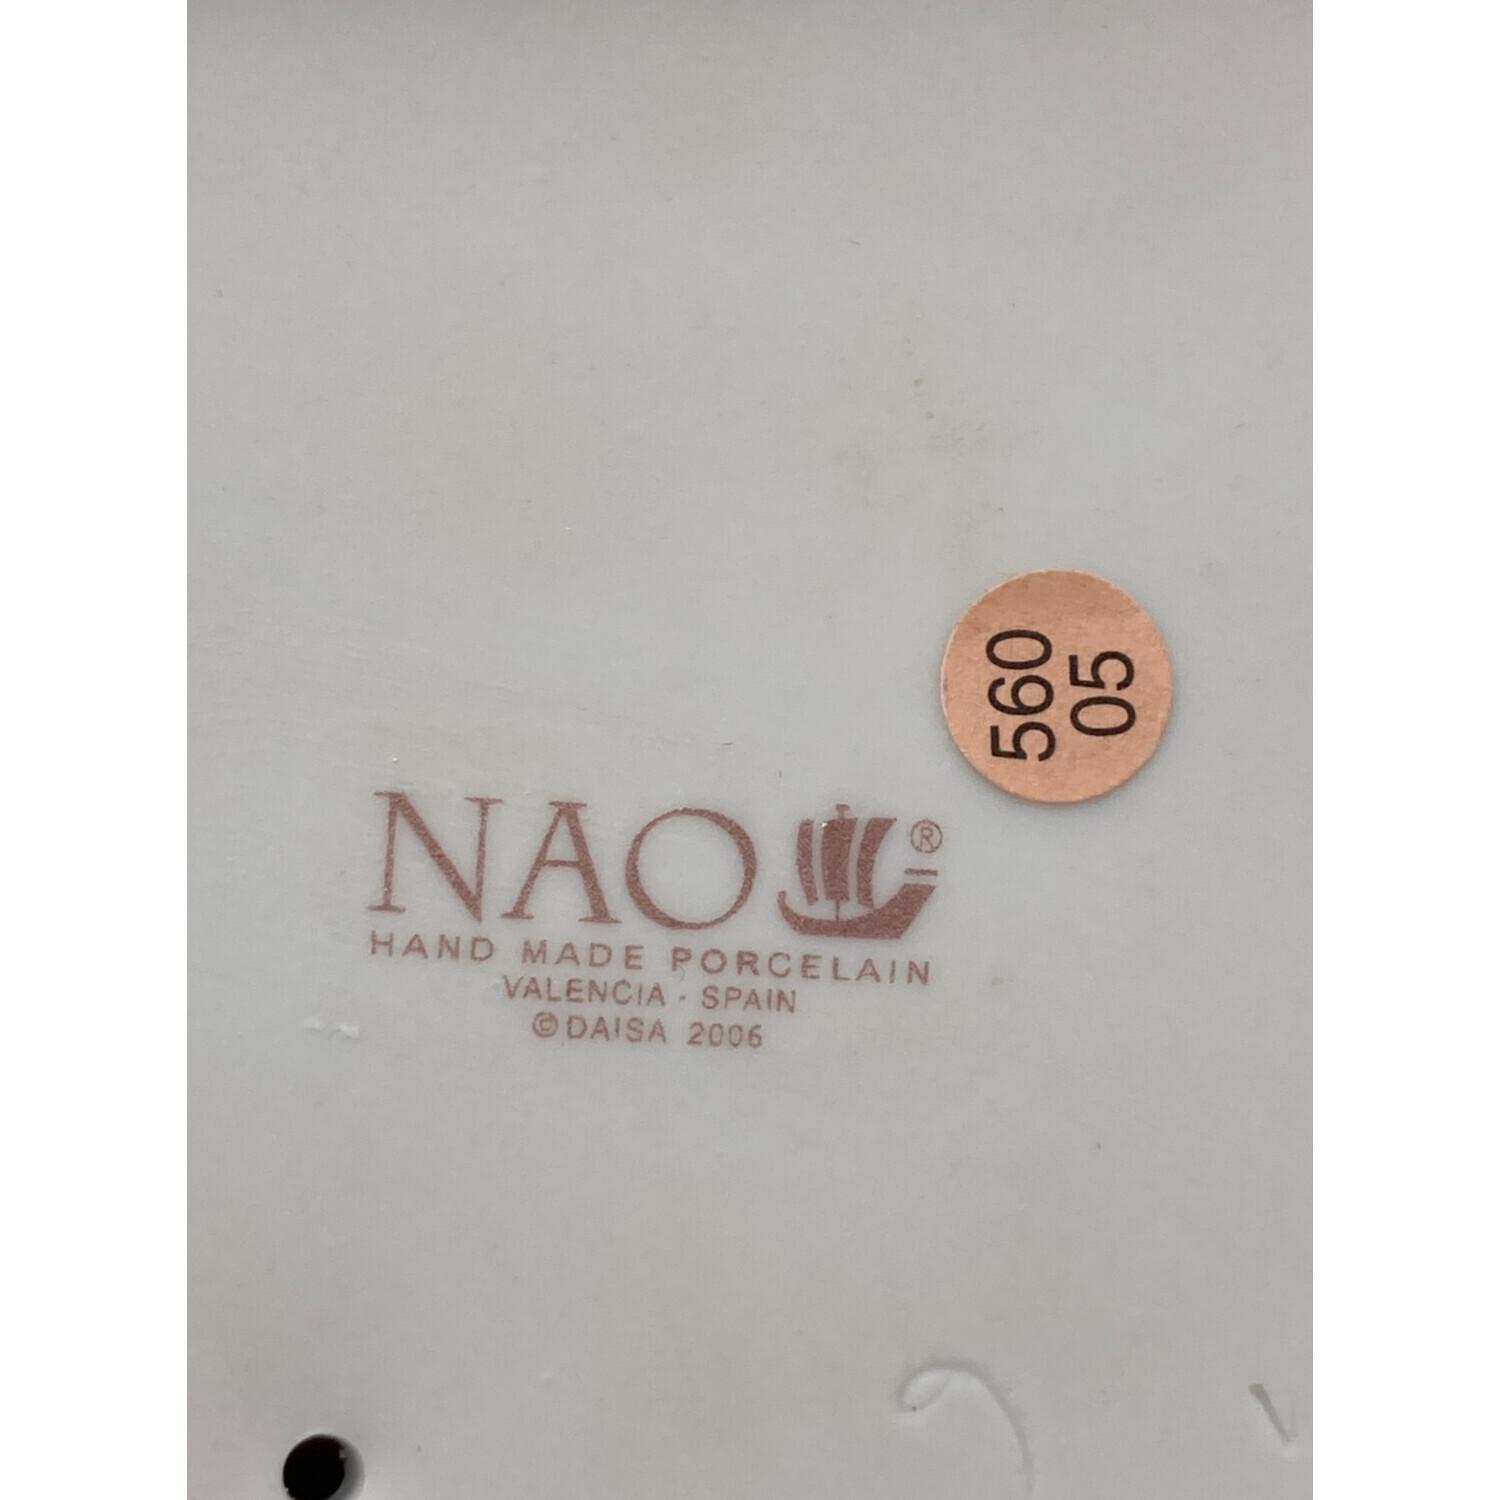 560
05
NAO ®
HAND MADE PORCELAIN
VALENCIA - SPAIN
© DAISA 2006